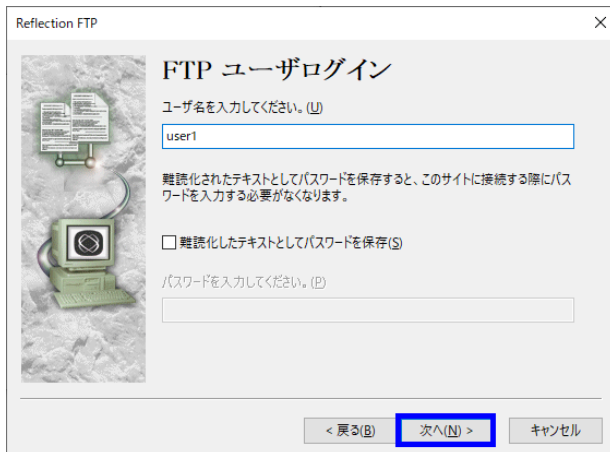 Reflection FTP
FTP ユーザログイン
ユーザ名を入力してください。(U)
user1
難読化されたテキストとしてパスワードを保存すると、このサイトに接続する際にパス
ワードを入力する必要がなくなります。
難読化したテキストとしてパスワードを保存(S)
パスワードを入力してください。(P)
< 戻る(B) 次へ(N) > キャンセル